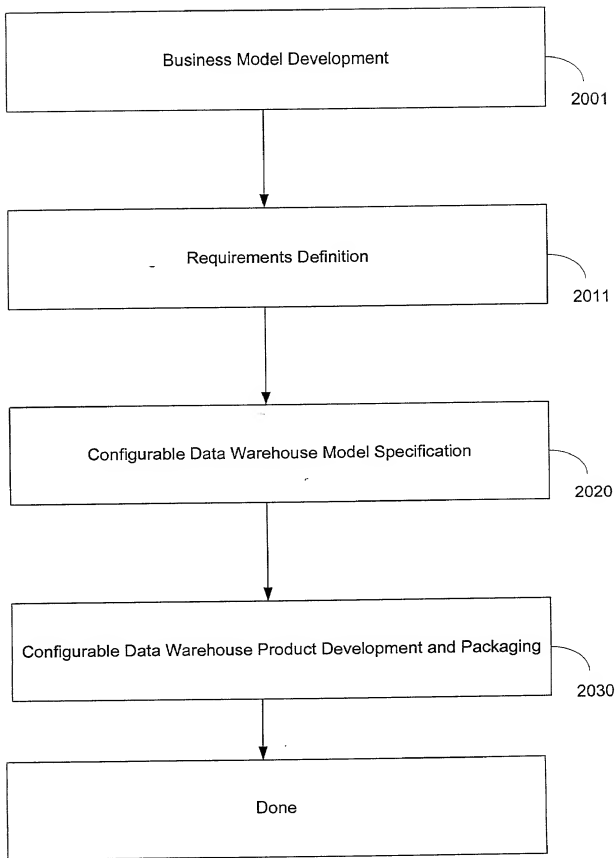 Business Model Development
2001
Requirements Definition
2011
Configurable Data Warehouse Model Specification
2020
Configurable Data Warehouse Product Development and Packaging
2030
Done